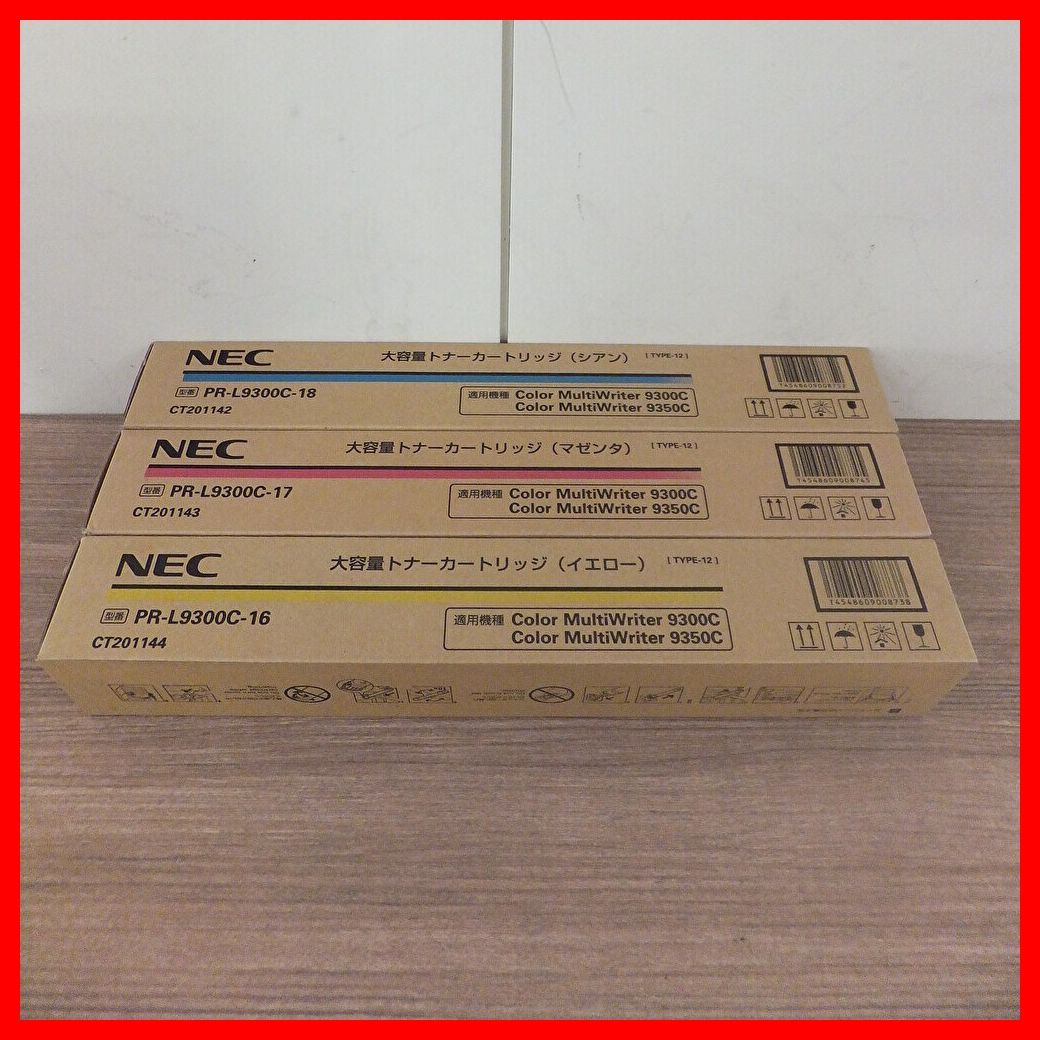 NEC
大容量トナーカートリッジ（シアン） [TYPE-12]
型番 PR-L9300C-18
CT201142
適用機種 Color MultiWriter 9300C
Color MultiWriter 9350C
NEC
大容量トナーカートリッジ（マゼンタ） [TYPE-12]
型番 PR-L9300C-17
CT201143
適用機種 Color MultiWriter 9300C
Color MultiWriter 9350C
T4548609008745
NEC
大容量トナーカートリッジ（イエロー） [TYPE-12]
型番 PR-L9300C-16
CT201144
適用機種 Color MultiWriter 9300C
Color MultiWriter 9350C
T4548609008738